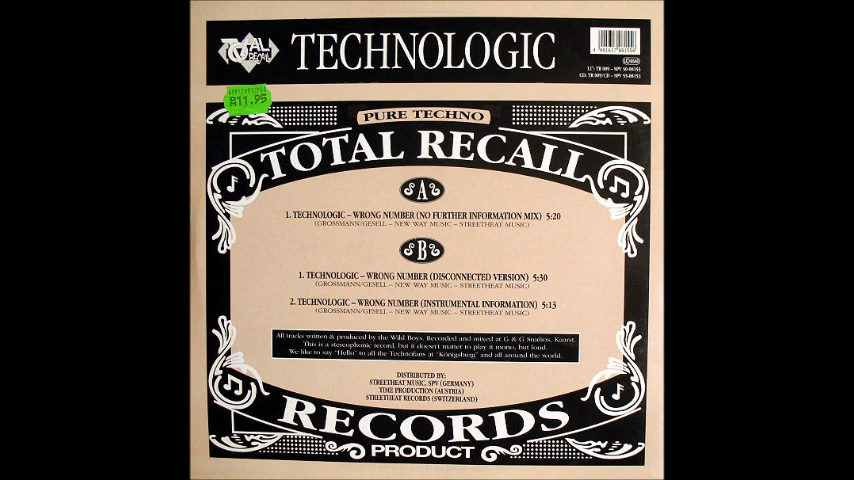 TOTAL
RECALL
TECHNOLOGIC
LC 8640
LP: TR 009 – SPV 50-89155
CD: TR 009/CD – SPV 55-89153
R11.95
PURE TECHNO
TOTAL RECALL
A
1. TECHNOLOGIC – WRONG NUMBER (NO FURTHER INFORMATION MIX) 5:20
(GROSSMANN/GESELL – NEW WAY MUSIC – STREETHEAT MUSIC)
B
1. TECHNOLOGIC – WRONG NUMBER (DISCONNECTED VERSION) 5:30
(GROSSMANN/GESELL – NEW WAY MUSIC – STREETHEAT MUSIC)
2. TECHNOLOGIC – WRONG NUMBER (INSTRUMENTAL INFORMATION) 5:13
(GROSSMANN/GESELL – NEW WAY MUSIC – STREETHEAT MUSIC)
All tracks written & produced by the Wild Boys. Recorded and mixed at G & G Studios, Kaarst.
This is a stereophonic record, but it doesn't matter to play it mono, but loud.
We like to say "Hello" to all the Technofans at "Königsburg" and all around the world.
DISTRIBUTED BY:
STREETHEAT MUSIC, SPV (GERMANY)
TIME PRODUCTION (AUSTRIA)
STREETHEAT RECORDS (SWITZERLAND)
RECORDS
PRODUCT